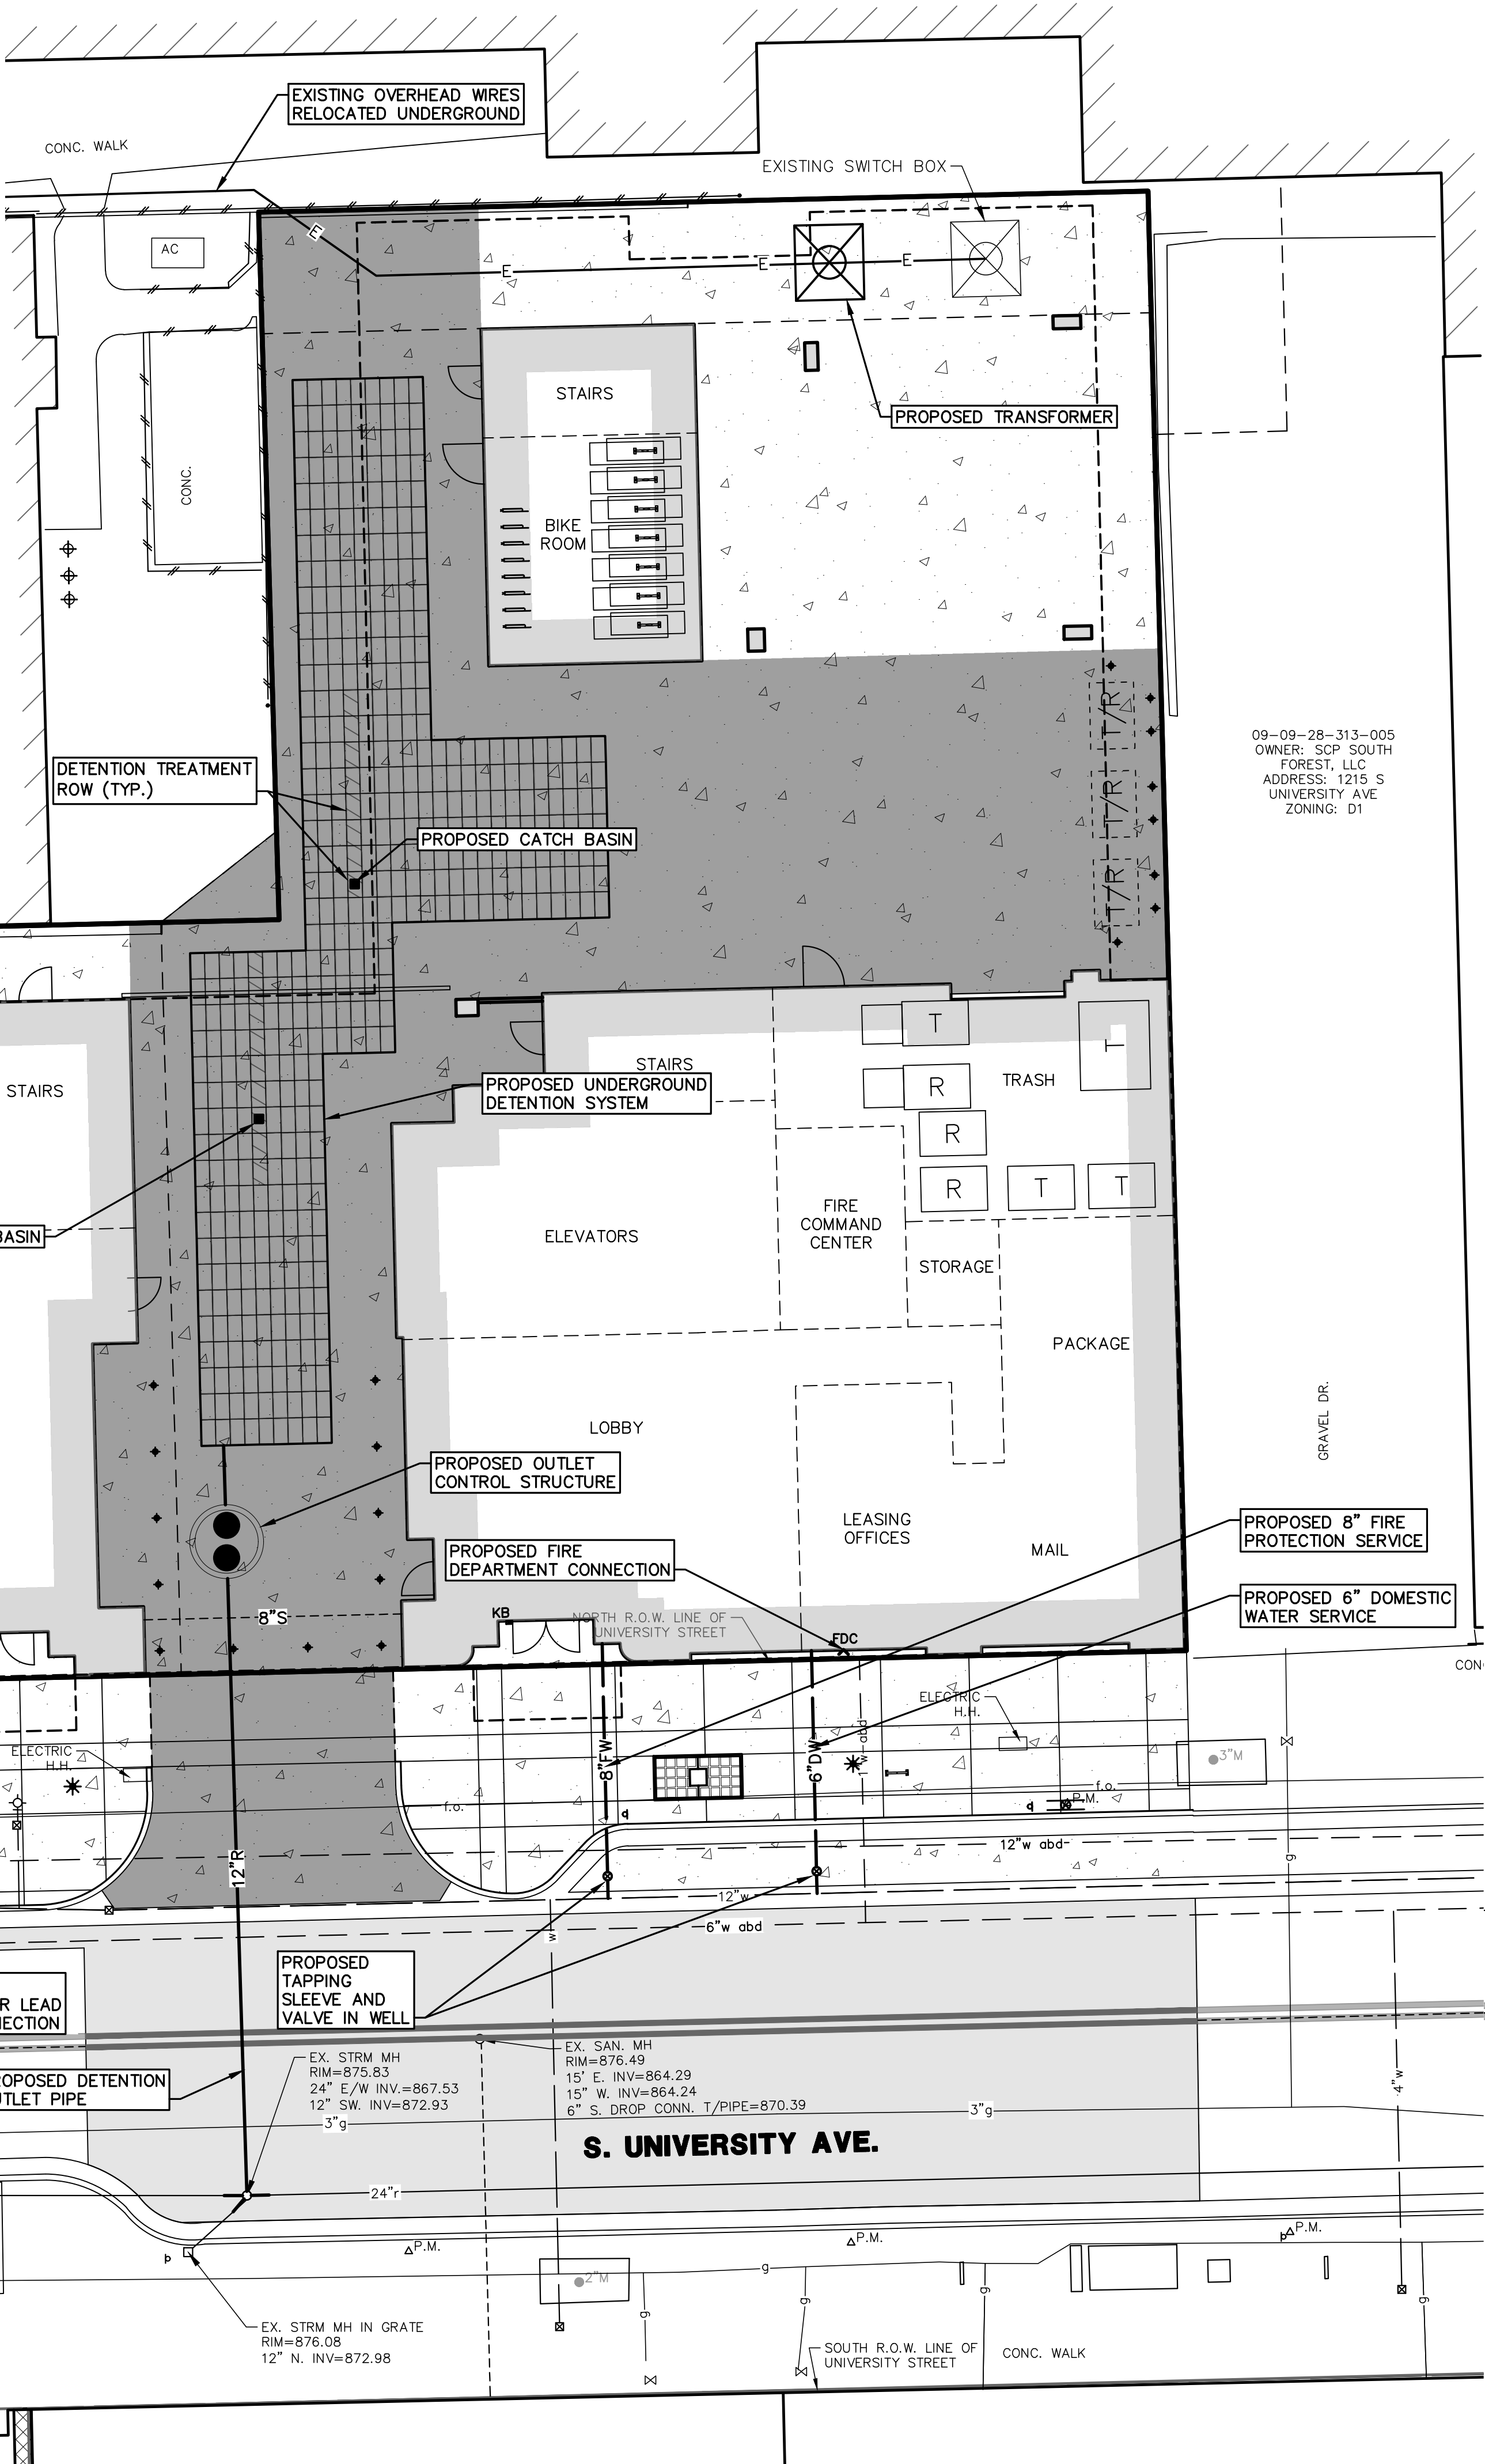 EXISTING OVERHEAD WIRES
RELOCATED UNDERGROUND
CONC. WALK
EXISTING SWITCH BOX
AC
E
E
E
E
STAIRS
PROPOSED TRANSFORMER
CONC.
BIKE
ROOM
T/R
T/R
T/R
09-09-28-313-005
OWNER: SCP SOUTH
FOREST, LLC
ADDRESS: 1215 S
UNIVERSITY AVE
ZONING: D1
DETENTION TREATMENT
ROW (TYP.)
PROPOSED CATCH BASIN
T
T
STAIRS
STAIRS
TRASH
R
PROPOSED UNDERGROUND
DETENTION SYSTEM
R
R
T
T
FIRE
COMMAND
CENTER
BASIN
ELEVATORS
STORAGE
PACKAGE
GRAVEL DR.
LOBBY
PROPOSED OUTLET
CONTROL STRUCTURE
LEASING
OFFICES
MAIL
PROPOSED 8" FIRE
PROTECTION SERVICE
PROPOSED FIRE
DEPARTMENT CONNECTION
PROPOSED 6" DOMESTIC
WATER SERVICE
8"S
KB
NORTH R.O.W. LINE OF
UNIVERSITY STREET
FDC
CON
ELECTRIC
H.H.
ELECTRIC
H.H.
8"FW
6"DW
1"w-abd
3"M
f.o.
f.o.
P.M.
12"R
12"w abd
g
12"w
6"w abd
w
PROPOSED
TAPPING
SLEEVE AND
VALVE IN WELL
R LEAD
NECTION
EX. STRM MH
RIM=875.83
24" E/W INV.=867.53
12" SW. INV=872.93
EX. SAN. MH
RIM=876.49
15' E. INV=864.29
15" W. INV=864.24
6" S. DROP CONN. T/PIPE=870.39
ROPOSED DETENTION
UTLET PIPE
4"w
3"g
3"g
S. UNIVERSITY AVE.
24"r
P.M.
P.M.
P.M.
2"M
g
g
g
g
g
EX. STRM MH IN GRATE
RIM=876.08
12" N. INV=872.98
SOUTH R.O.W. LINE OF
UNIVERSITY STREET
CONC. WALK